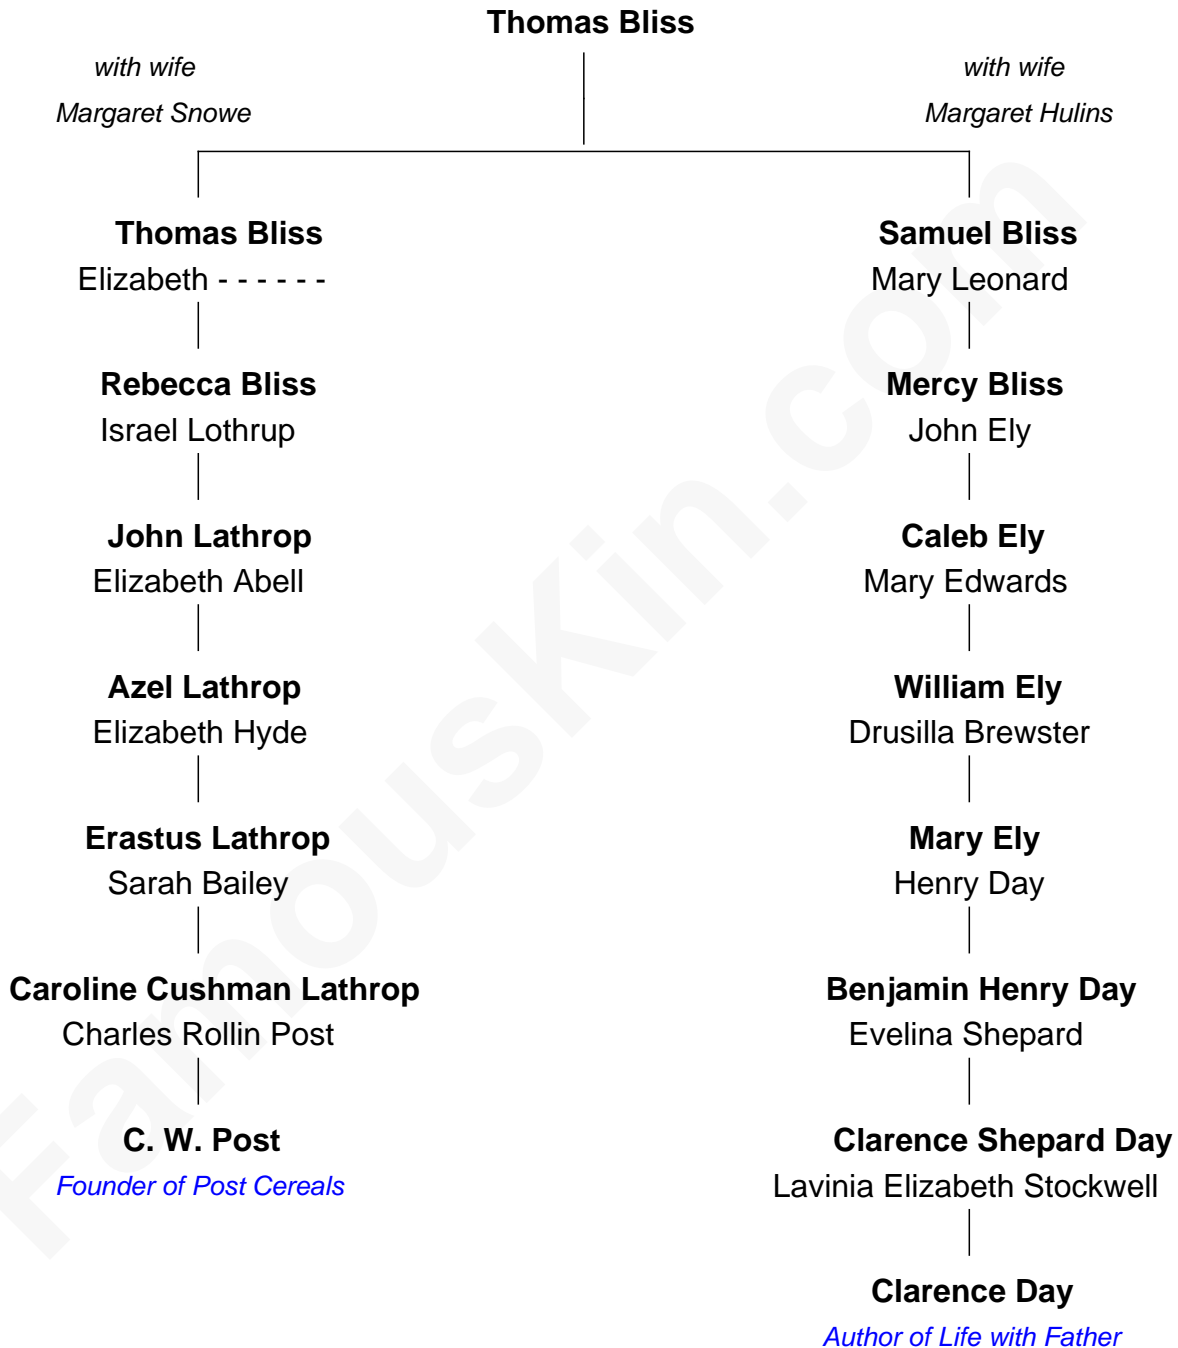 Thomas Bliss
with wife
Margaret Snowe
with wife
Margaret Hulins
Thomas Bliss
Elizabeth - - - - - -
Samuel Bliss
Mary Leonard
Rebecca Bliss
Israel Lothrup
Mercy Bliss
John Ely
John Lathrop
Elizabeth Abell
Caleb Ely
Mary Edwards
Azel Lathrop
Elizabeth Hyde
William Ely
Drusilla Brewster
Erastus Lathrop
Sarah Bailey
Mary Ely
Henry Day
Caroline Cushman Lathrop
Charles Rollin Post
Benjamin Henry Day
Evelina Shepard
C. W. Post
Founder of Post Cereals
Clarence Shepard Day
Lavinia Elizabeth Stockwell
Clarence Day
Author of Life with Father
FamousKin.com